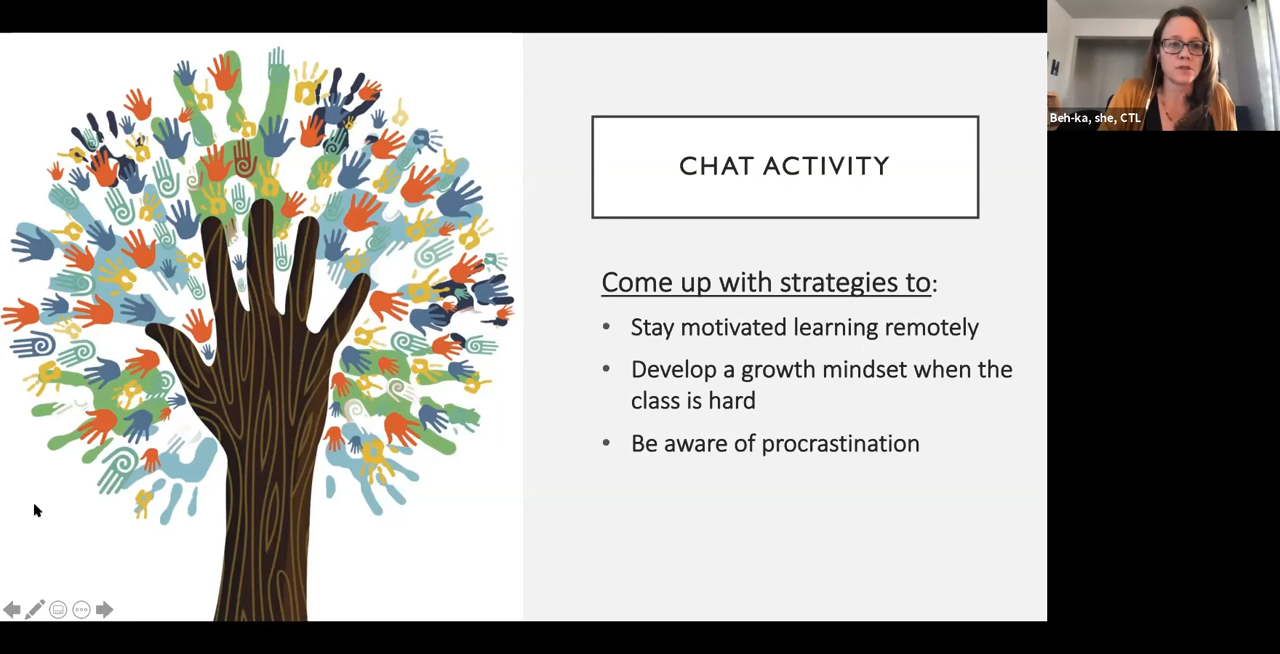 CHAT ACTIVITY
Come up with strategies to:
• Stay motivated learning remotely
• Develop a growth mindset when the
class is hard
• Be aware of procrastination
Beh-ka, she, CTL